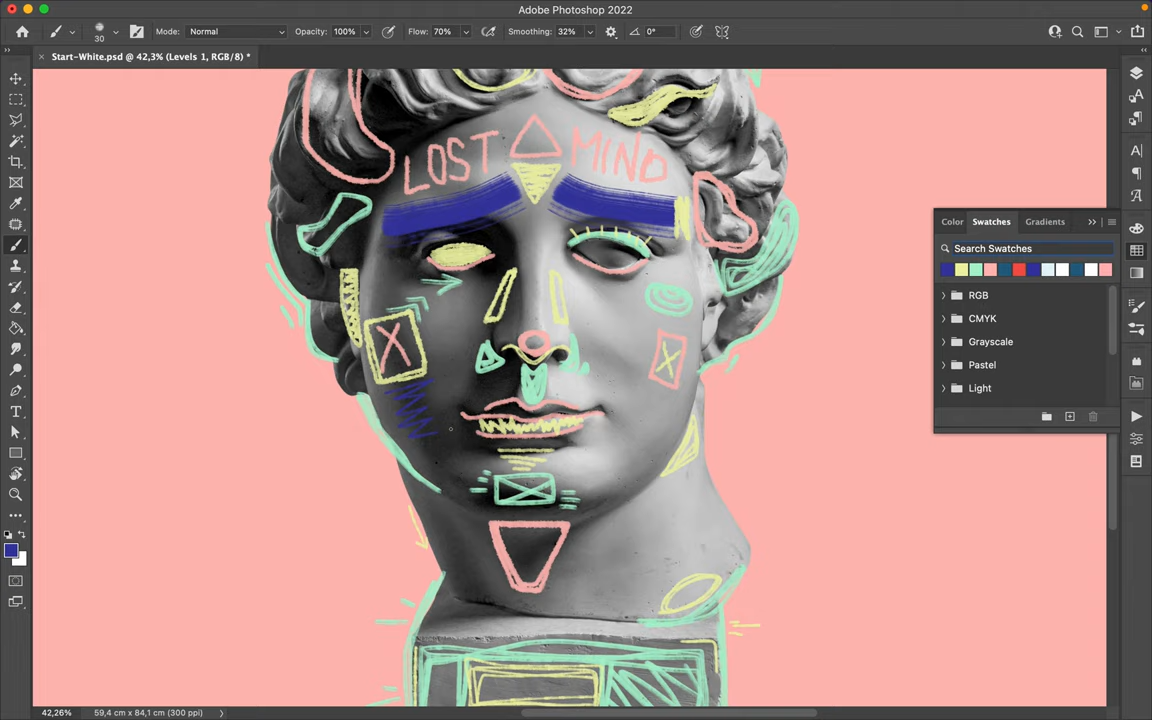 Adobe Photoshop 2022
30 Mode: Normal Opacity: 100% Flow: 70% Smoothing: 32% 0°
Start-White.psd @ 42,3% (Levels 1, RGB/8) *
LOST MIND
Color Swatches Gradients
Search Swatches
RGB
CMYK
Grayscale
Pastel
Light
42,26% 59,4 cm x 84,1 cm (300 ppi)